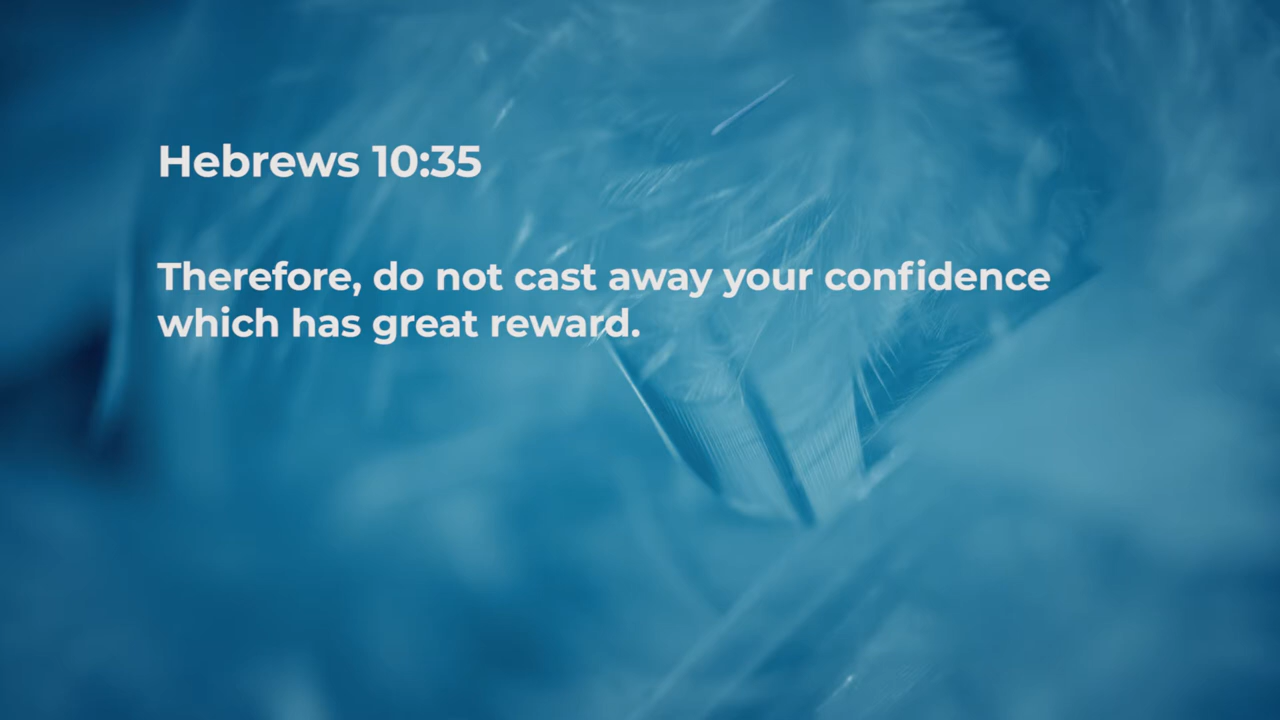 Hebrews 10:35
Therefore, do not cast away your confidence
which has great reward.